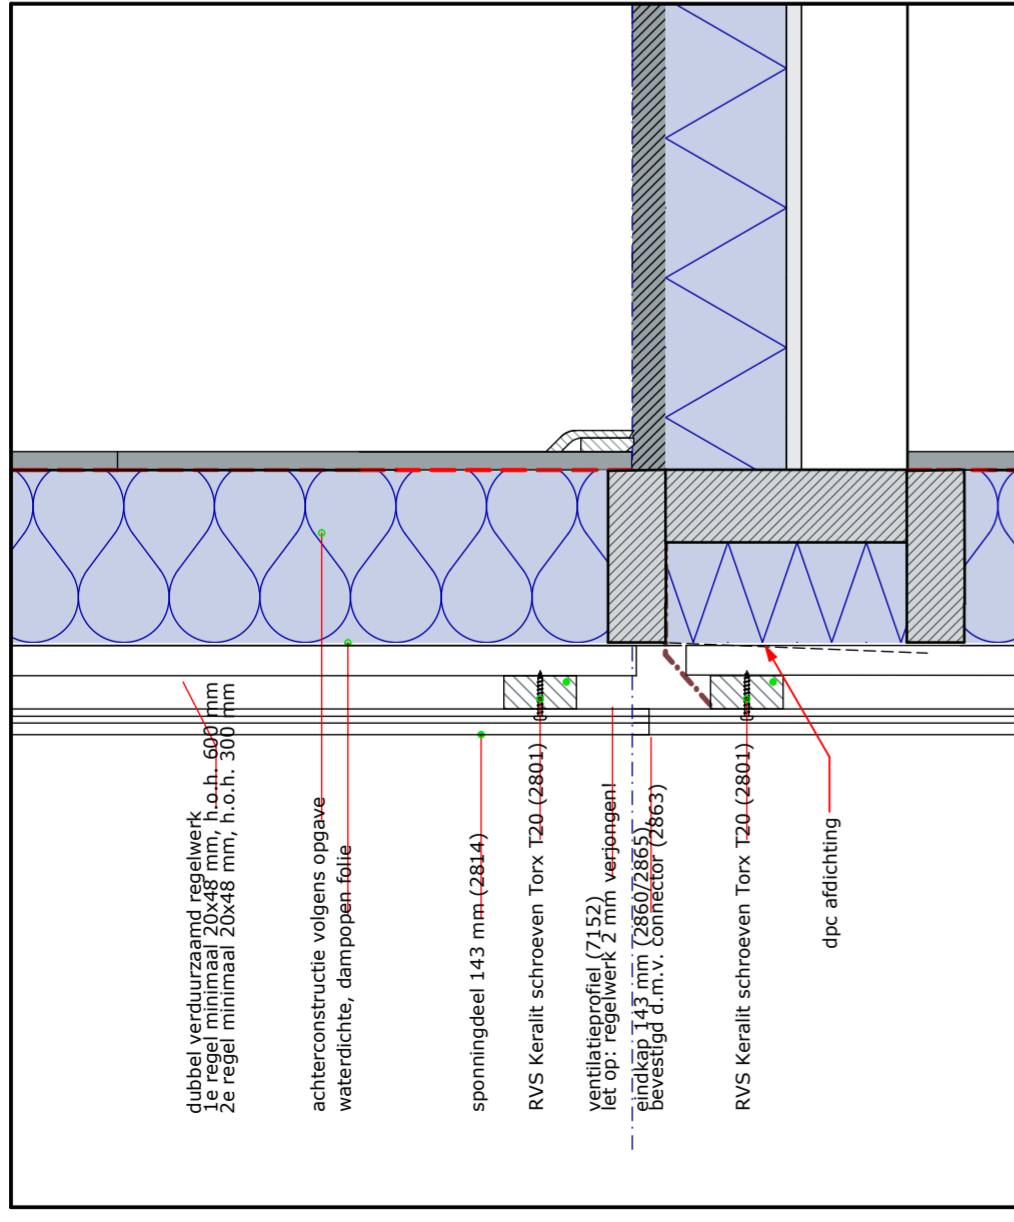 dubbel verduurzaamd regelwerk
1e regel minimaal 20x48 mm, h.o.h. 600 mm
2e regel minimaal 20x48 mm, h.o.h. 300 mm
achterconstructie volgens opgave
waterdichte, dampopen folie
sponningdeel 143 mm (2814)
RVS Keralit schroeven Torx T20 (2801)
ventilatieprofiel (7152)
let op: regelwerk 2 mm verjongen!
eindkap 143 mm (2860/2865),
bevestigd d.m.v. connector (2863)
RVS Keralit schroeven Torx T20 (2801)
dpc afdichting